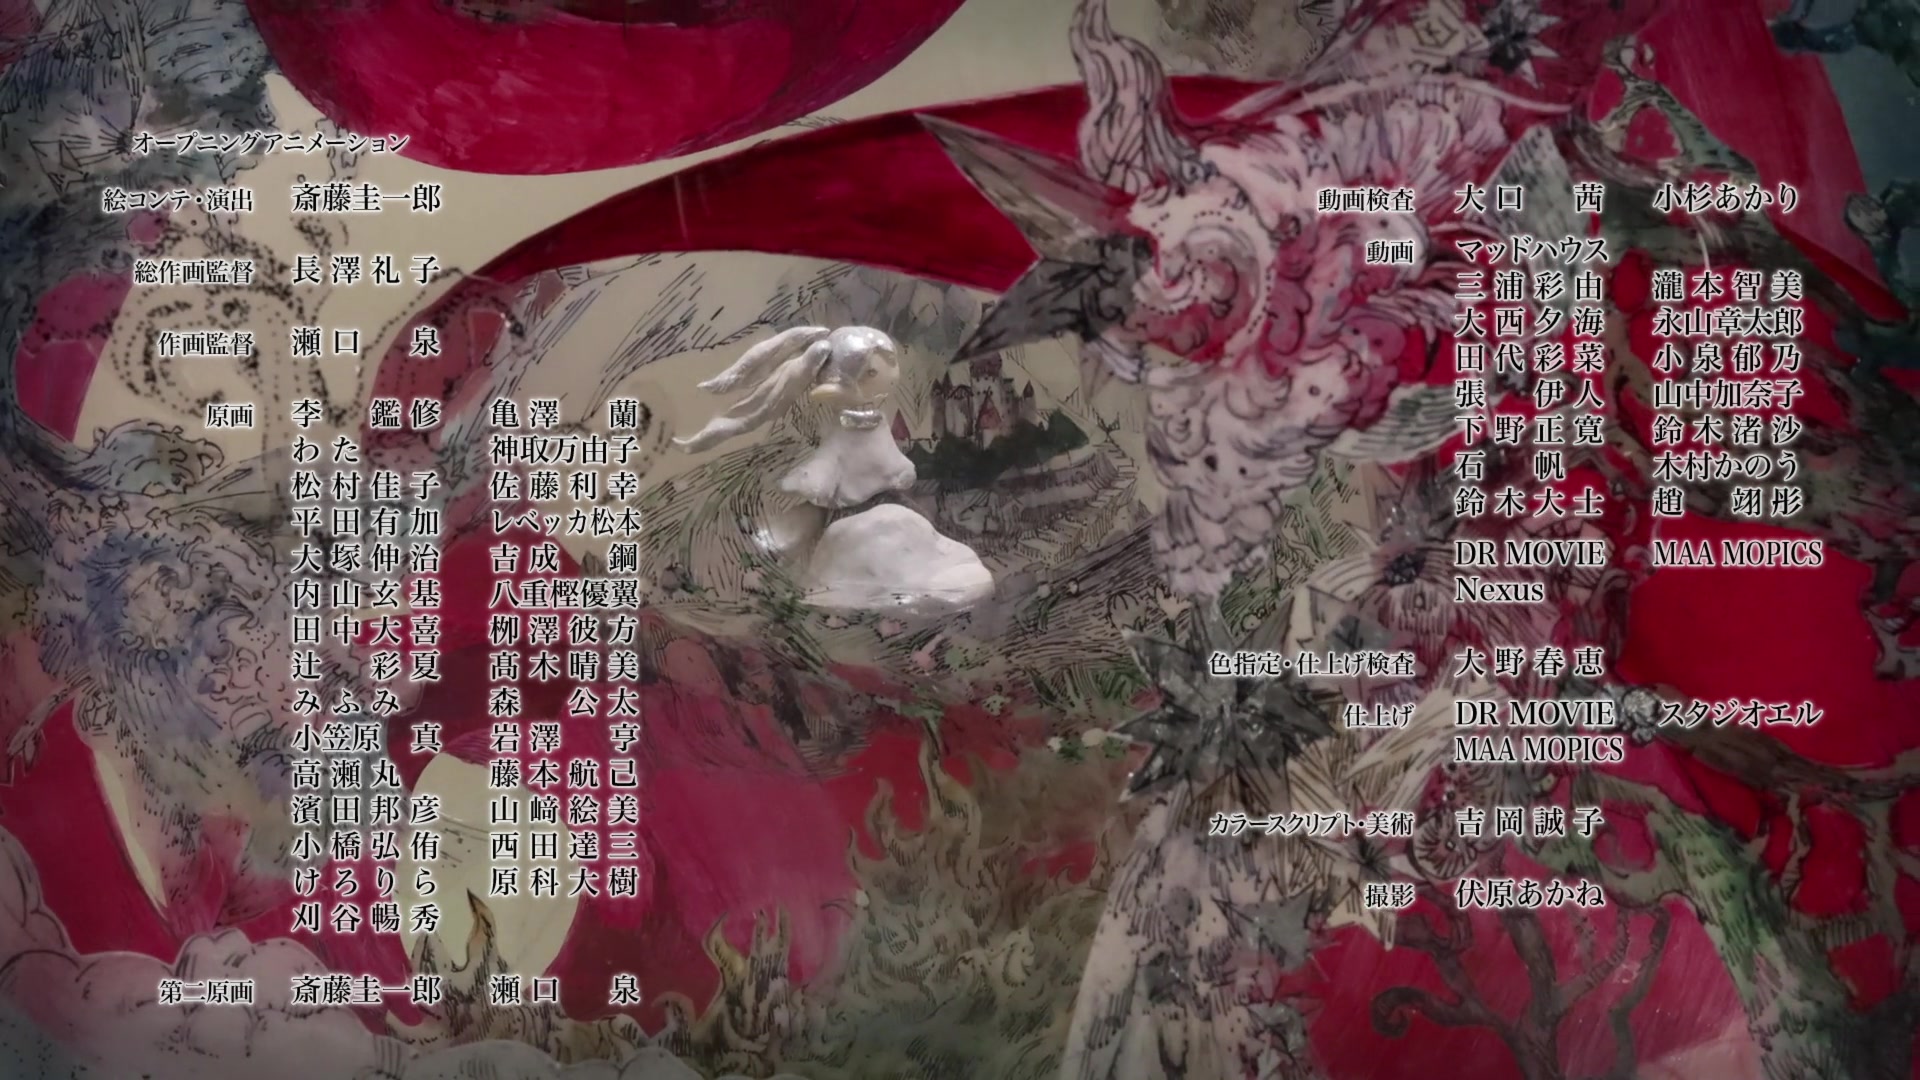 オープニングアニメーション
絵コンテ・演出 斎藤圭一郎
総作画監督 長澤礼子
作画監督 瀬口 泉
原画 李 鑑修 亀澤 蘭
わた 神取万由子
松村佳子 佐藤利幸
平田有加 レベッカ松本
大塚伸治 吉成 鋼
内山玄基 八重樫優翼
田中大喜 栁澤彼方
辻 彩夏 髙木晴美
みふみ 森 公太
小笠原 真 岩澤 亨
高瀬丸 藤本航己
濱田邦彦 山﨑絵美
小橋弘侑 西田達三
けろりら 原科大樹
刈谷暢秀
第二原画 斎藤圭一郎 瀬口 泉
動画検査 大口 茜 小杉あかり
動画 マッドハウス
三浦彩由 瀧本智美
大西夕海 永山章太郎
田代彩菜 小泉郁乃
張 伊人 山中加奈子
下野正寛 鈴木渚沙
石 帆 木村かのう
鈴木大士 趙 翊彤
DR MOVIE MAA MOPICS
Nexus
色指定・仕上げ検査 大野春恵
仕上げ DR MOVIE スタジオエル
MAA MOPICS
カラースクリプト・美術 吉岡誠子
撮影 伏原あかね